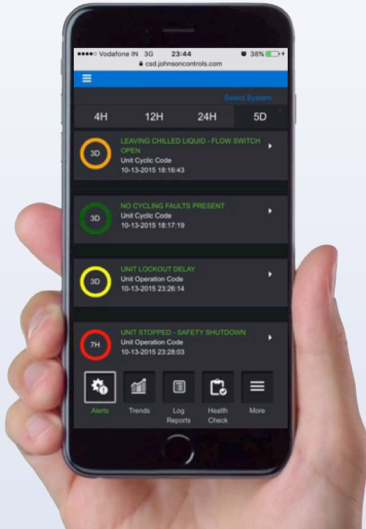 Vodafone IN 3G 23:44 38%
csd.johnsoncontrols.com
Select System
4H 12H 24H 5D
3D
LEAVING CHILLED LIQUID - FLOW SWITCH
OPEN
Unit Cyclic Code
10-13-2015 18:16:43
3D
NO CYCLING FAULTS PRESENT
Unit Cyclic Code
10-13-2015 18:17:19
3D
UNIT LOCKOUT DELAY
Unit Operation Code
10-13-2015 23:26:14
7H
UNIT STOPPED - SAFETY SHUTDOWN
Unit Operation Code
10-13-2015 23:28:03
Alerts Trends Log Health More
Reports Check